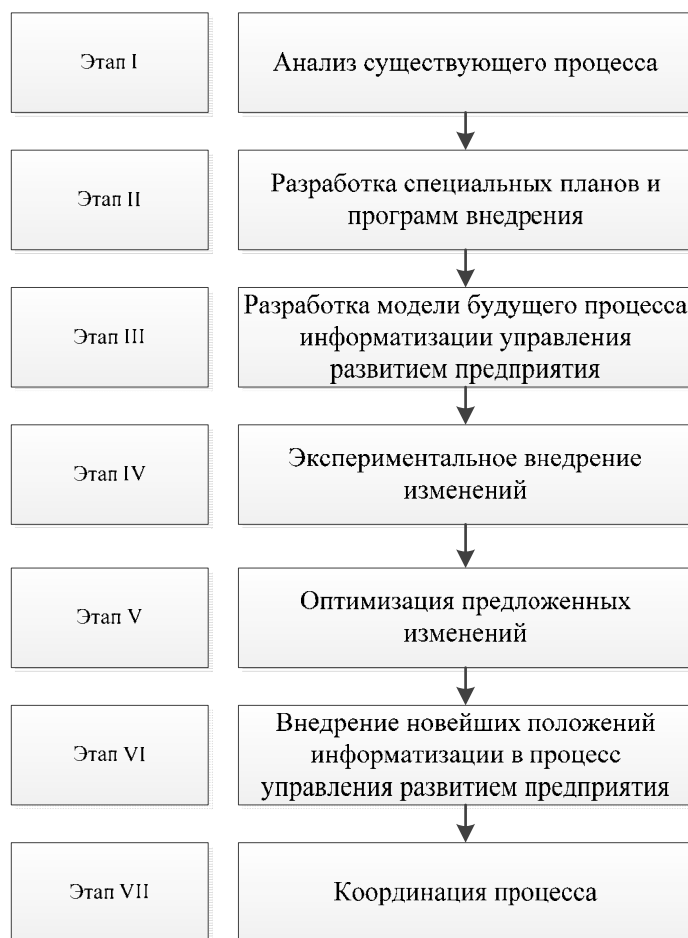 Этап I
Анализ существующего процесса
Этап II
Разработка специальных планов и
программ внедрения
Этап III
Разработка модели будущего процесса
информатизации управления
развитием предприятия
Этап IV
Экспериментальное внедрение
изменений
Этап V
Оптимизация предложенных
изменений
Этап VI
Внедрение новейших положений
информатизации в процесс
управления развитием предприятия
Этап VII
Координация процесса